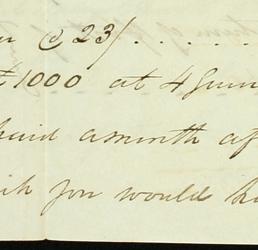 @ 23/. . . . . .
1000 at 4 Guin
paid a month af
you would